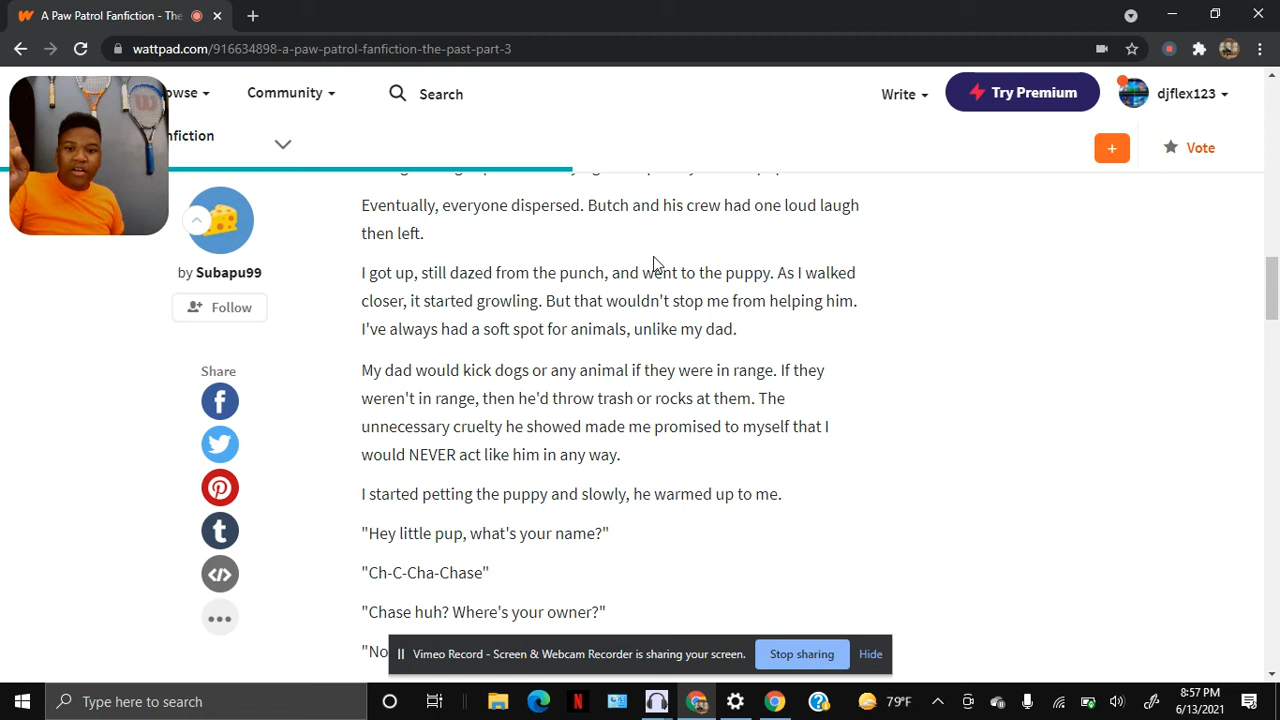 A Paw Patrol Fanfiction - The
wattpad.com/916634898-a-paw-patrol-fanfiction-the-past-part-3
owse
Community
Search
Write
Try Premium
djflex123
nfiction
+
Vote
Eventually, everyone dispersed. Butch and his crew had one loud laugh
then left.
by Subapu99
Follow
I got up, still dazed from the punch, and went to the puppy. As I walked
closer, it started growling. But that wouldn't stop me from helping him.
I've always had a soft spot for animals, unlike my dad.
Share
My dad would kick dogs or any animal if they were in range. If they
weren't in range, then he'd throw trash or rocks at them. The
unnecessary cruelty he showed made me promised to myself that I
would NEVER act like him in any way.
I started petting the puppy and slowly, he warmed up to me.
"Hey little pup, what's your name?"
"Ch-C-Cha-Chase"
"Chase huh? Where's your owner?"
"No
Vimeo Record - Screen & Webcam Recorder is sharing your screen.
Stop sharing
Hide
Type here to search
79°F
8:57 PM
6/13/2021